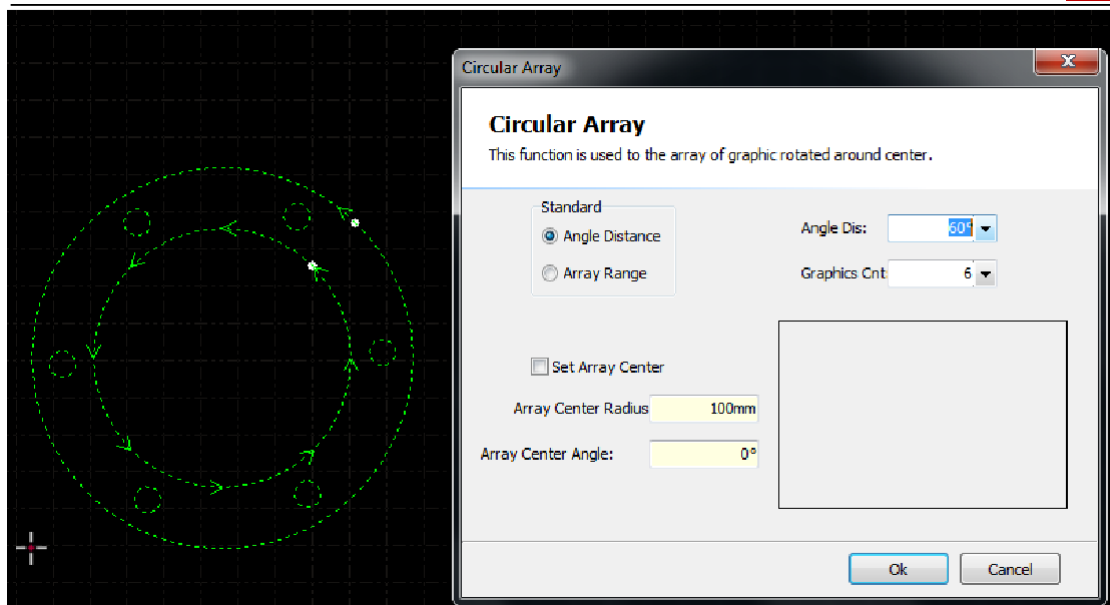 Circular Array
Circular Array
This function is used to the array of graphic rotated around center.
Standard
Angle Distance
Array Range
Angle Dis: 60°
Graphics Cnt 6
Set Array Center
Array Center Radius 100mm
Array Center Angle: 0°
Ok Cancel